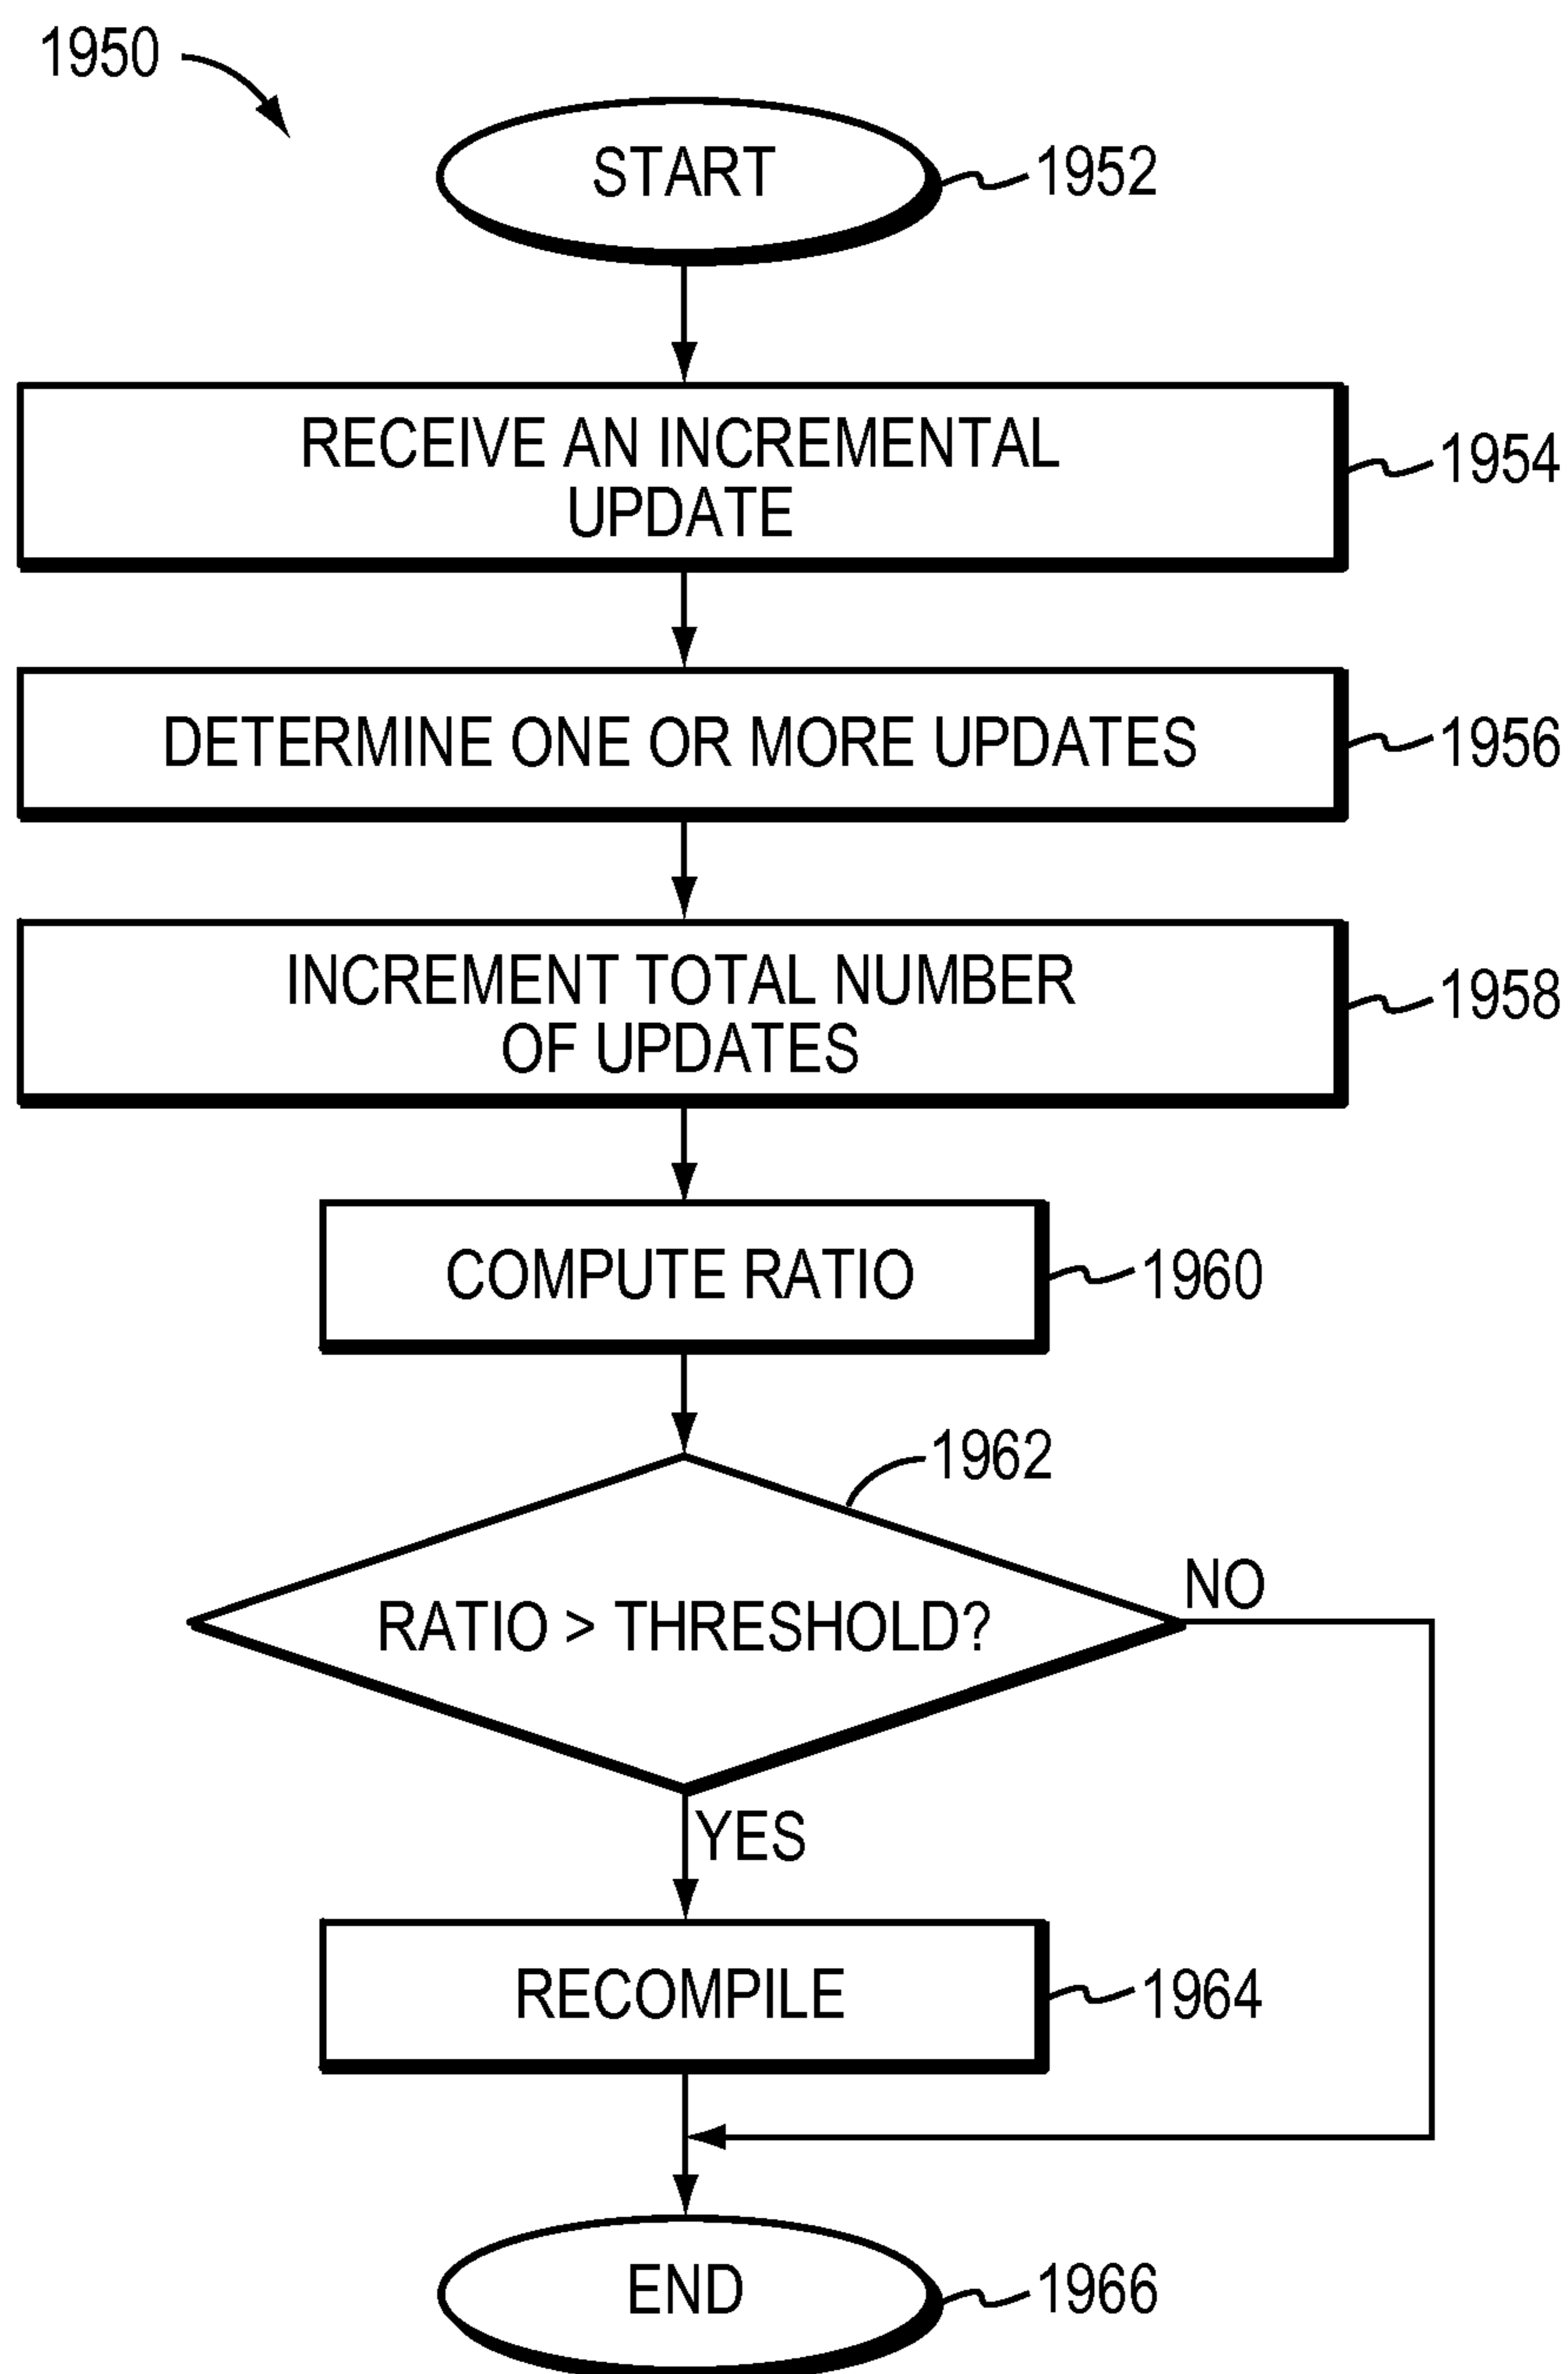 1950
START
1952
RECEIVE AN INCREMENTAL
UPDATE
1954
DETERMINE ONE OR MORE UPDATES
1956
INCREMENT TOTAL NUMBER
OF UPDATES
1958
COMPUTE RATIO
1960
1962
RATIO > THRESHOLD?
NO
YES
RECOMPILE
1964
END
1966